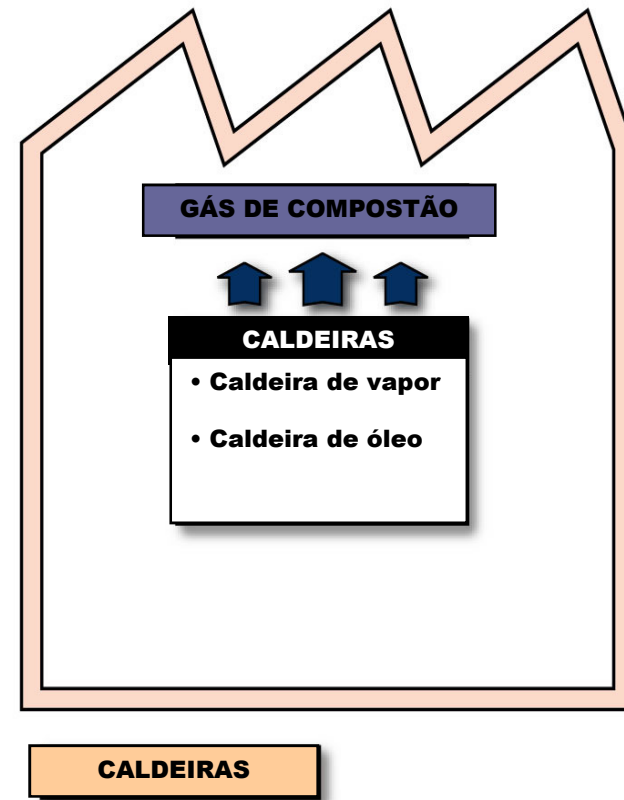 GÁS DE COMPOSTÃO
CALDEIRAS
• Caldeira de vapor
• Caldeira de óleo
CALDEIRAS